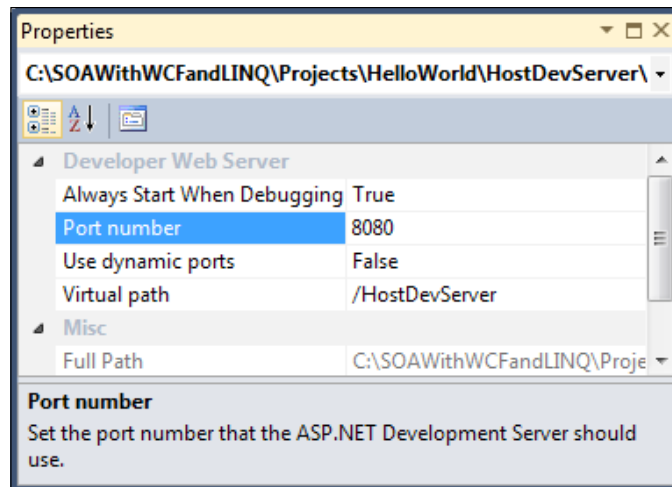 Properties
C:\SOAWithWCFandLINQ\Projects\HelloWorld\HostDevServer\
Developer Web Server
Always Start When Debugging True
Port number 8080
Use dynamic ports False
Virtual path /HostDevServer
Misc
Full Path C:\SOAWithWCFandLINQ\Proje
Port number
Set the port number that the ASP.NET Development Server should
use.